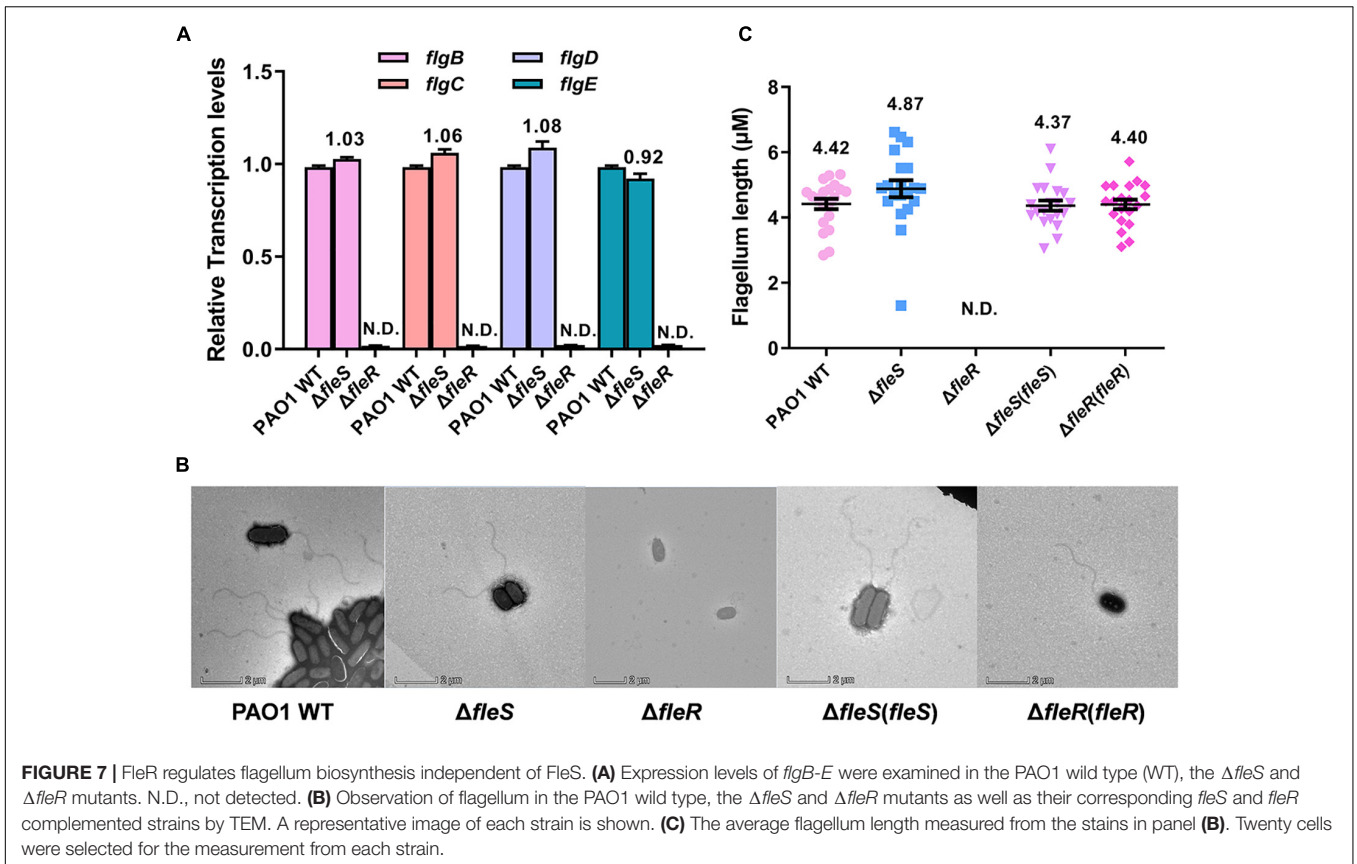 A
flgB
flgD
flgC
flgE
Relative Transcription levels
1.5
1.0
0.5
0.0
1.03
N.D.
1.06
N.D.
1.08
N.D.
0.92
N.D.
PAO1 WT
ΔfleS
ΔfleR
PAO1 WT
ΔfleS
ΔfleR
PAO1 WT
ΔfleS
ΔfleR
PAO1 WT
ΔfleS
ΔfleR
C
Flagellum length (μM)
8
6
4
2
0
4.42
4.87
N.D.
4.37
4.40
PAO1 WT
ΔfleS
ΔfleR
ΔfleS(fleS)
ΔfleR(fleR)
B
2 μm
2 μm
2 μm
2 μm
2 μm
PAO1 WT
ΔfleS
ΔfleR
ΔfleS(fleS)
ΔfleR(fleR)
FIGURE 7 | FleR regulates flagellum biosynthesis independent of FleS. (A) Expression levels of flgB-E were examined in the PAO1 wild type (WT), the ΔfleS and
ΔfleR mutants. N.D., not detected. (B) Observation of flagellum in the PAO1 wild type, the ΔfleS and ΔfleR mutants as well as their corresponding fleS and fleR
complemented strains by TEM. A representative image of each strain is shown. (C) The average flagellum length measured from the stains in panel (B). Twenty cells
were selected for the measurement from each strain.